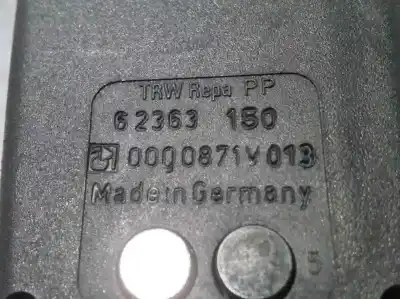 TRW Repa PP
62363 150
00Q0871V013
Made in Germany
5